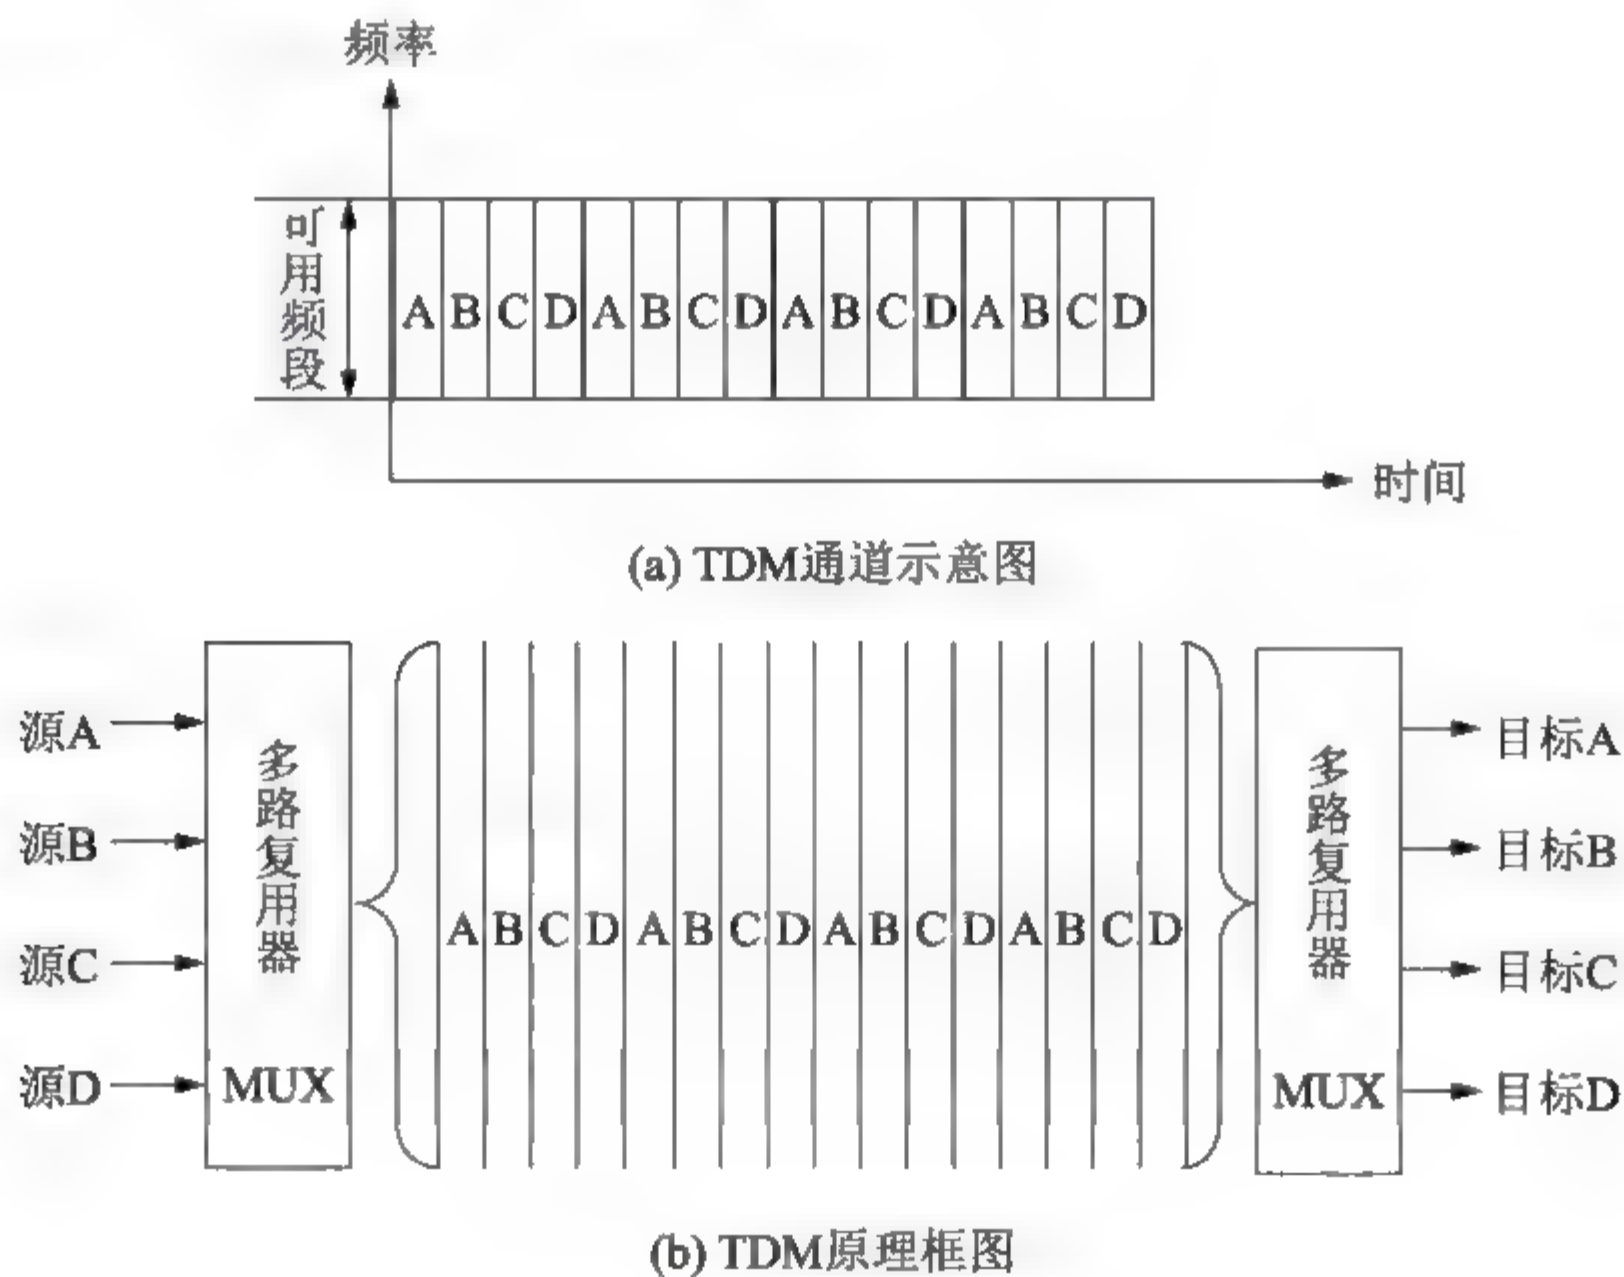 频率
可用频段
A B C D A B C D A B C D A B C D
时间
(a) TDM通道示意图
源A
源B
源C
源D
多路复用器
MUX
A B C D A B C D A B C D A B C D
多路复用器
MUX
目标A
目标B
目标C
目标D
(b) TDM原理框图